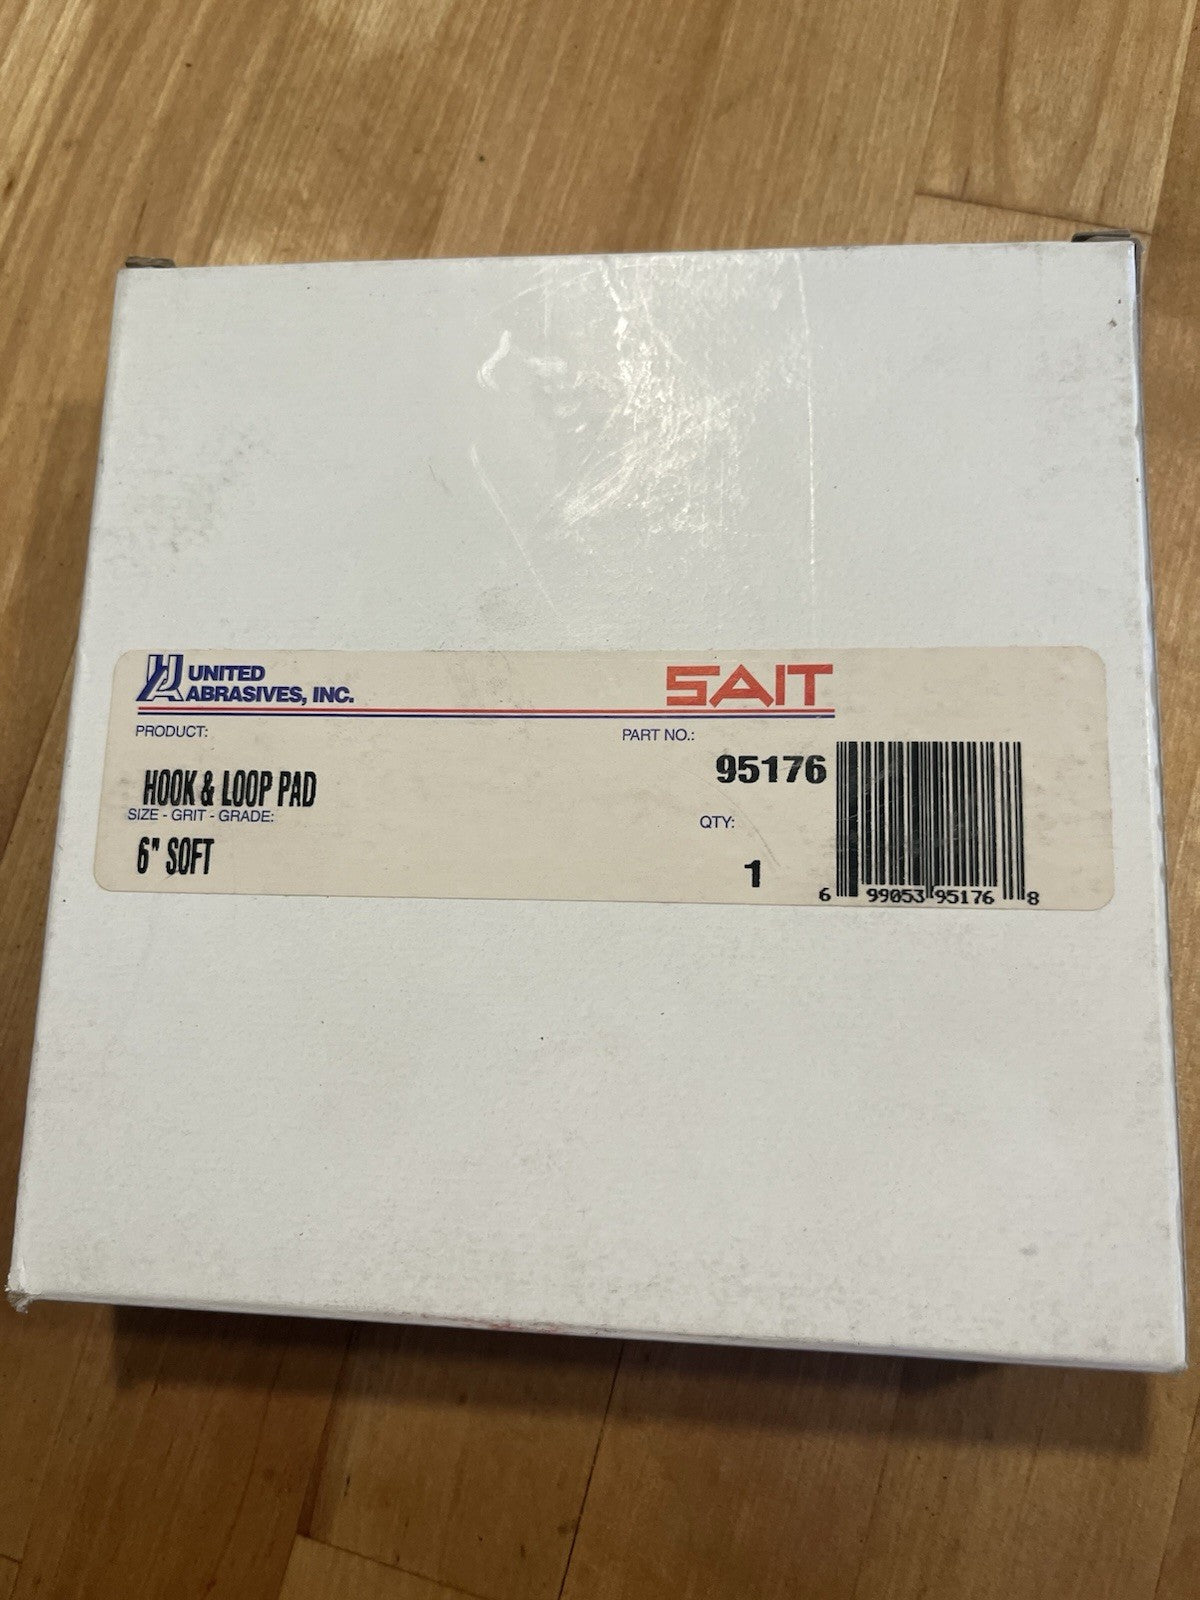 UA UNITED
ABRASIVES, INC.
SAIT
PRODUCT:
PART NO.:
HOOK & LOOP PAD
95176
SIZE - GRIT - GRADE:
QTY:
6" SOFT
1
6 99053 95176 8